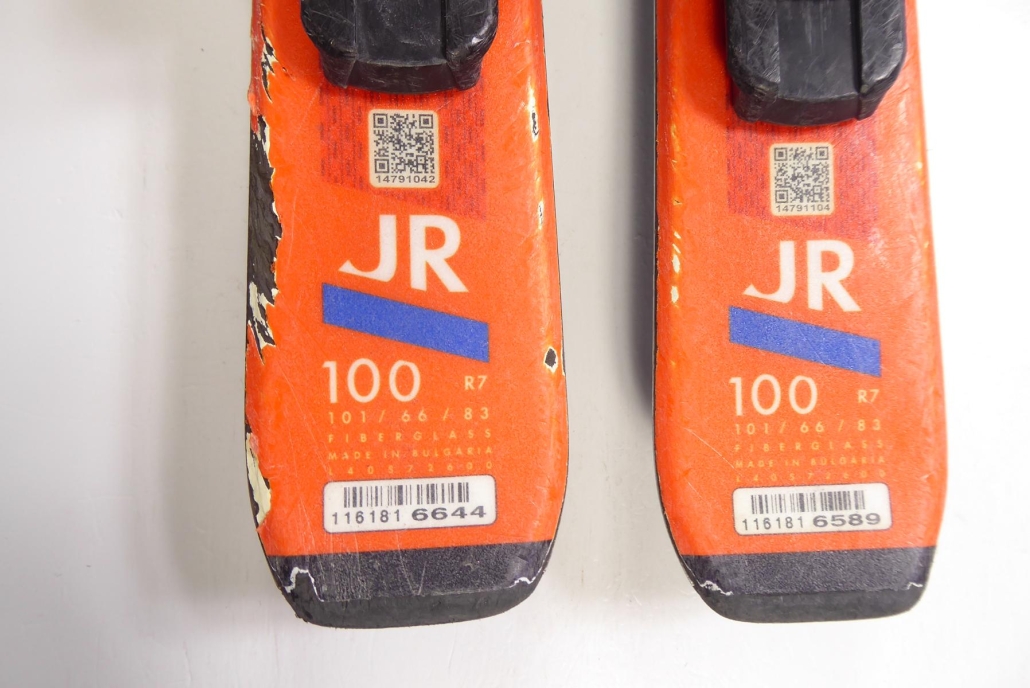 14791042
JR
100 R7
101 / 66 / 83
FIBERGLASS
MADE IN BULGARIA
116181 6644
14791104
JR
100 R7
101 / 66 / 83
FIBERGLASS
MADE IN BULGARIA
116181 6589